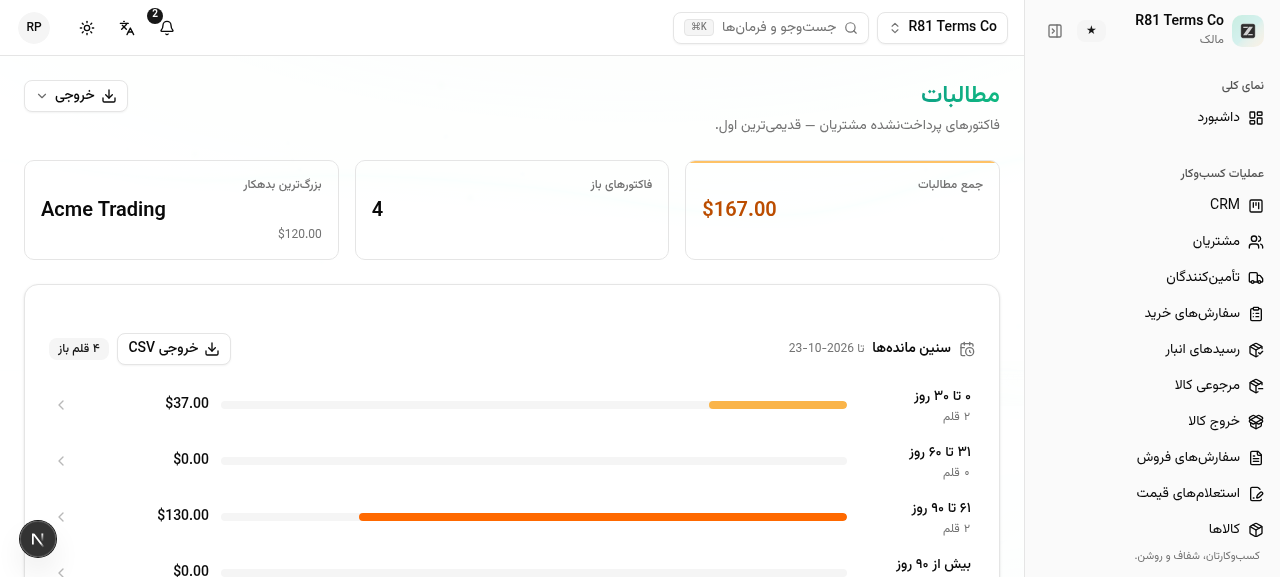 R81 Terms Co
مالک
نمای کلی
داشبورد
عملیات کسب‌وکار
CRM
مشتریان
تأمین‌کنندگان
سفارش‌های خرید
رسیدهای انبار
مرجوعی کالا
خروج کالا
سفارش‌های فروش
استعلام‌های قیمت
کالاها
کسب‌وکارتان، شفاف و روشن.
R81 Terms Co
جست‌وجو و فرمان‌ها ⌘K
2
RP
مطالبات
فاکتورهای پرداخت‌نشده مشتریان — قدیمی‌ترین اول.
خروجی
جمع مطالبات
$167.00
فاکتورهای باز
4
بزرگ‌ترین بدهکار
Acme Trading
$120.00
سنین مانده‌ها تا 2026-10-23
خروجی CSV
۴ قلم باز
۰ تا ۳۰ روز
۲ قلم
$37.00
۳۱ تا ۶۰ روز
۰ قلم
$0.00
۶۱ تا ۹۰ روز
۲ قلم
$130.00
بیش از ۹۰ روز
$0.00